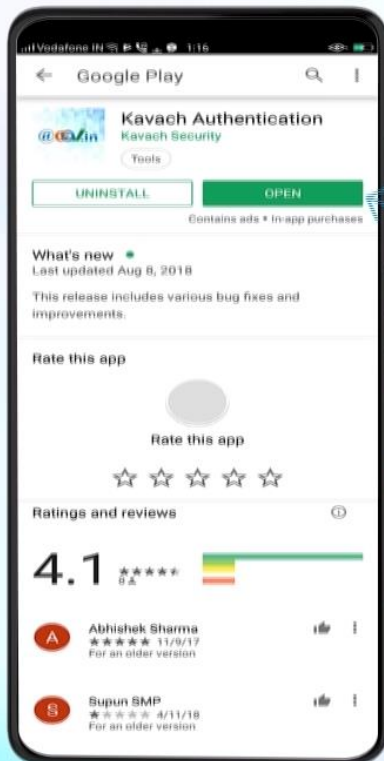 Vodafone IN 1:16
Google Play
Kavach Authentication
Kavach Security
Tools
UNINSTALL
OPEN
Contains ads • In-app purchases
What's new
Last updated Aug 8, 2018
This release includes various bug fixes and
improvements.
Rate this app
Rate this app
Ratings and reviews
4.1
8
A
Abhishek Sharma
11/9/17
For an older version
S
Supun SMP
4/11/18
For an older version